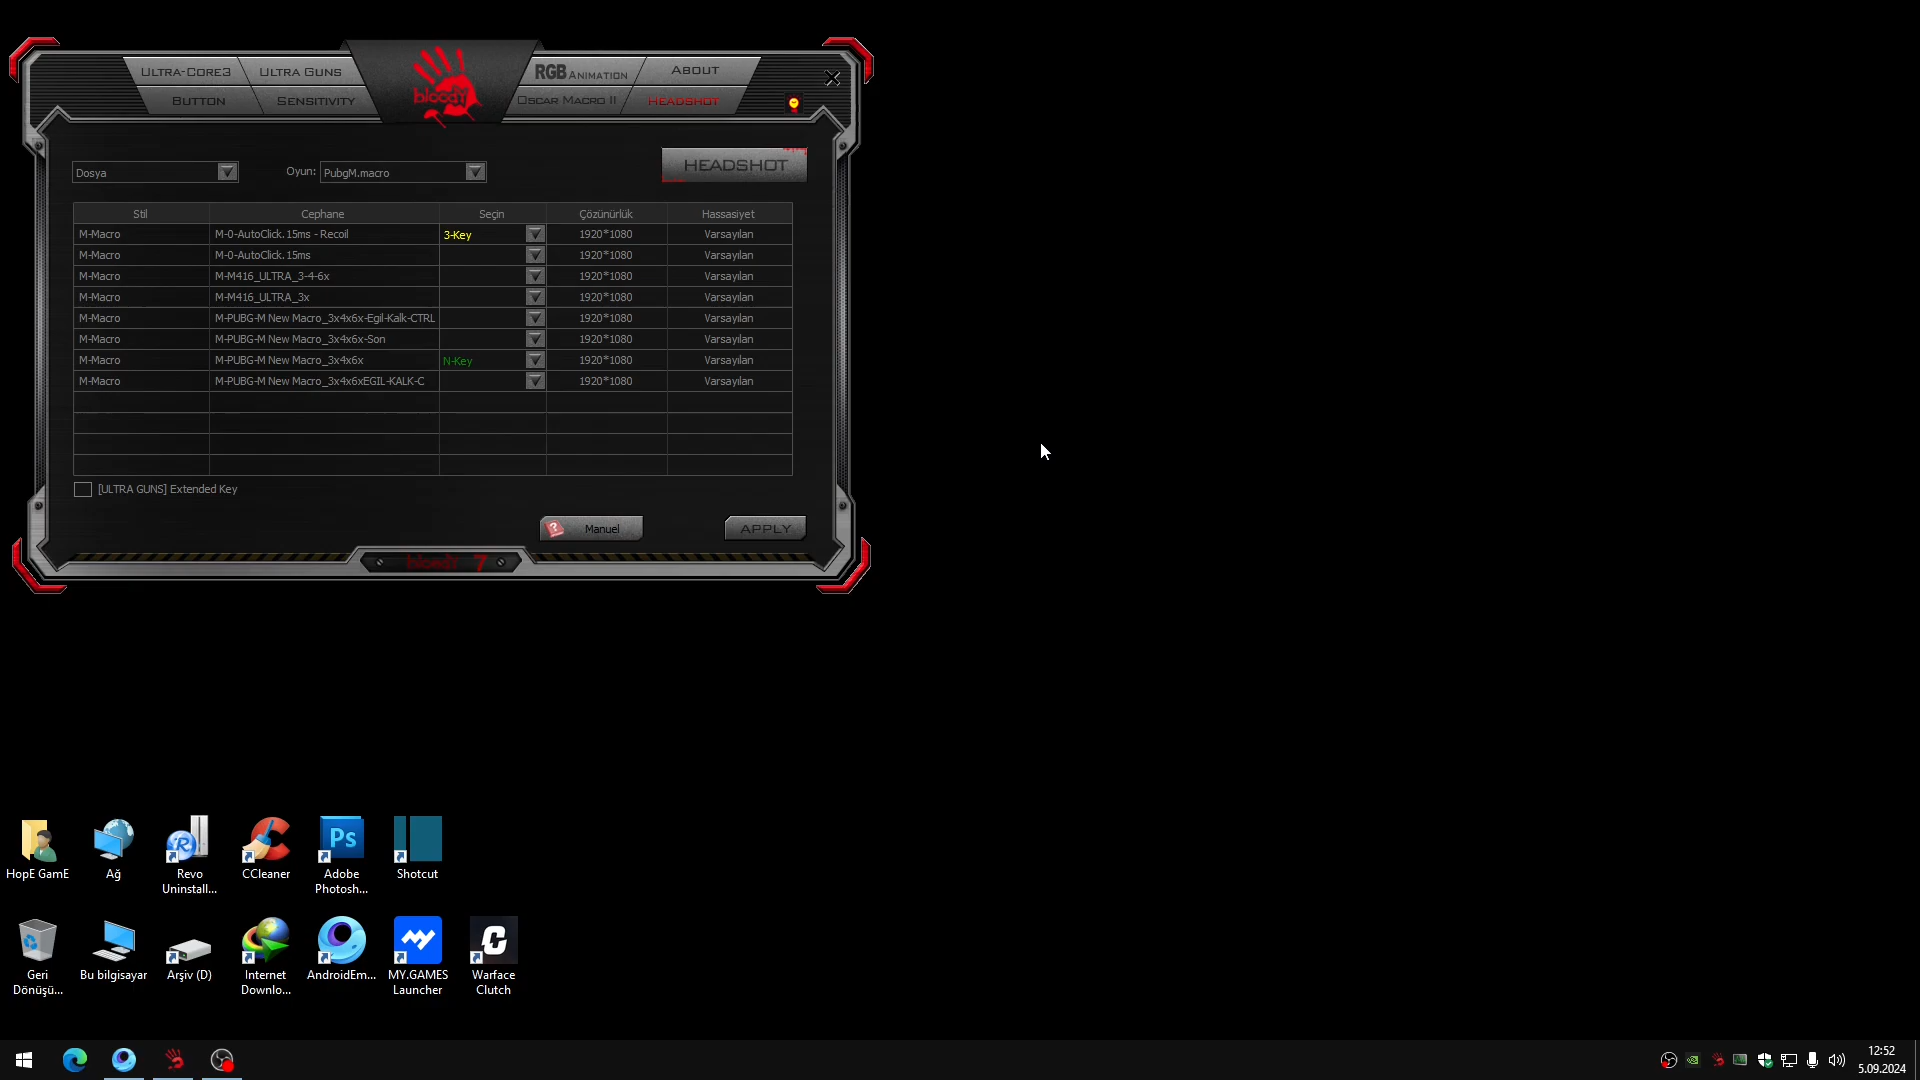 ULTRA-CORE3
ULTRA GUNS
RGB ANIMATION
ABOUT
BUTTON
SENSITIVITY
bloody
OSCAR MACRO II
HEADSHOT
HEADSHOT
Dosya
Oyun:
PubgM.macro
Stil Cephane Seçin Çözünürlük Hassasiyet
M-Macro M-0-AutoClick.15ms - Recoil 3-Key 1920*1080 Varsayılan
M-Macro M-0-AutoClick.15ms 1920*1080 Varsayılan
M-Macro M-M416_ULTRA_3-4-6x 1920*1080 Varsayılan
M-Macro M-M416_ULTRA_3x 1920*1080 Varsayılan
M-Macro M-PUBG-M New Macro_3x4x6x-Egil-Kalk-CTRL 1920*1080 Varsayılan
M-Macro M-PUBG-M New Macro_3x4x6x-Son 1920*1080 Varsayılan
M-Macro M-PUBG-M New Macro_3x4x6x N-Key 1920*1080 Varsayılan
M-Macro M-PUBG-M New Macro_3x4x6xEGIL-KALK-C 1920*1080 Varsayılan
[ULTRA GUNS] Extended Key
Manuel
APPLY
bloody 7
HopE GamE
Ağ
Revo
Uninstall...
CCleaner
Ps
Adobe
Photosh...
Shotcut
Geri
Dönüşü...
Bu bilgisayar
Arşiv (D)
Internet
Downlo...
AndroidEm...
MY.GAMES
Launcher
Warface
Clutch
12:52
5.09.2024